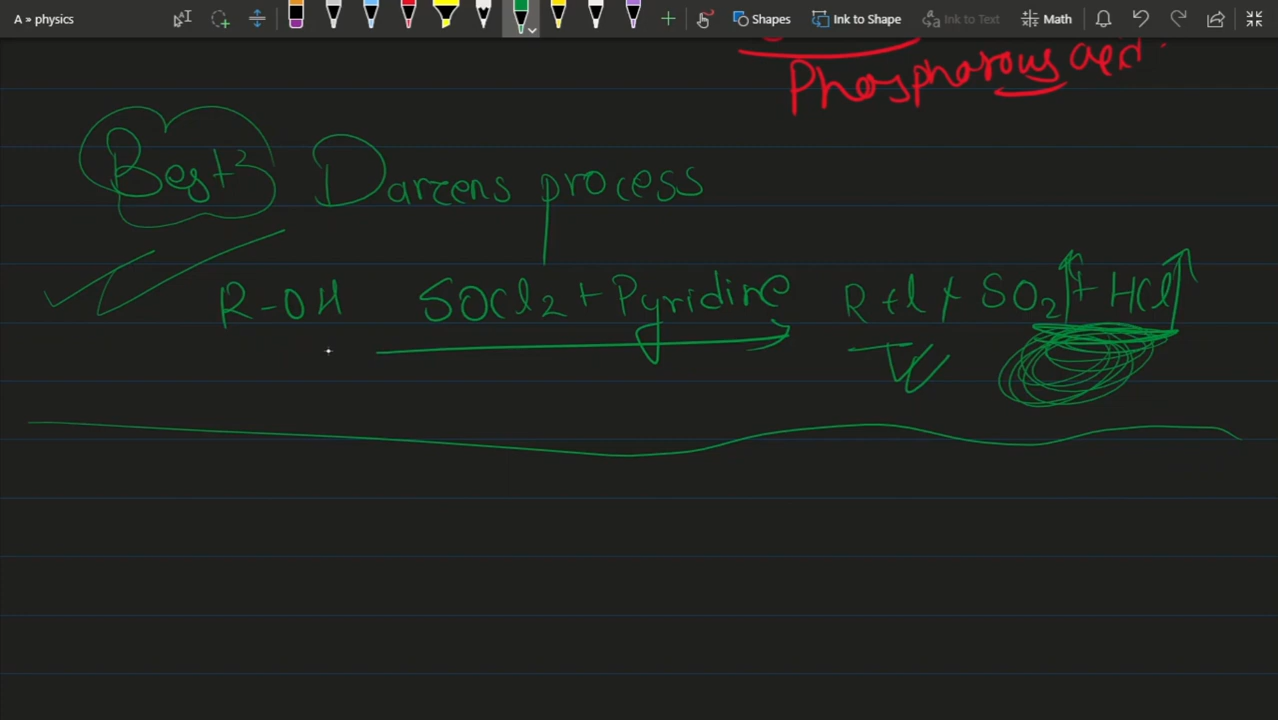 A » physics
Shapes Ink to Shape Ink to Text Math
Phosphorous acid.
Best Darzens process
R-OH SOCl2 + Pyridine R-Cl + SO2↑ + HCl↑